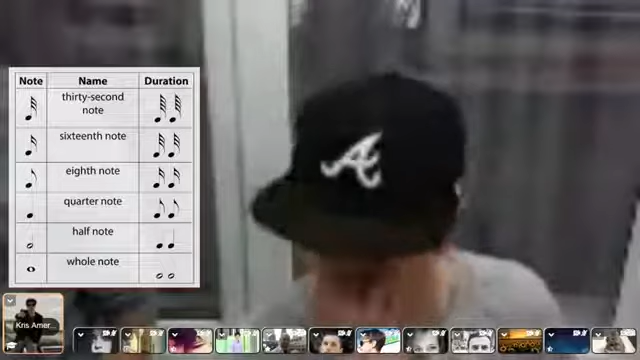 Note Name Duration
thirty-second
note
sixteenth note
eighth note
quarter note
half note
whole note
A
Kris Amer...